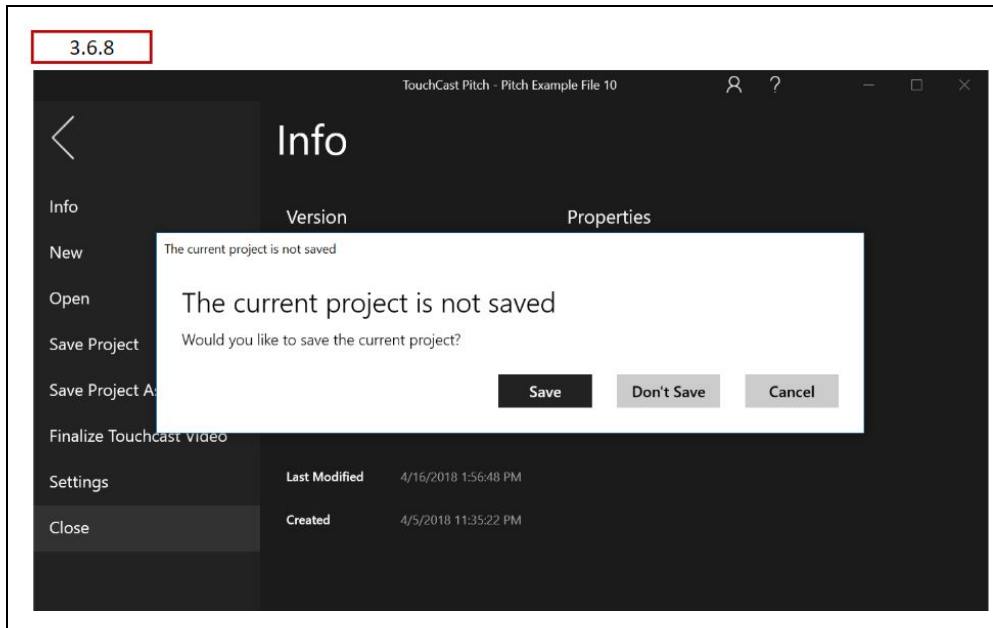 3.6.8
TouchCast Pitch - Pitch Example File 10
?
Info
Info
Version
Properties
New
The current project is not saved
Open
The current project is not saved
Save Project
Would you like to save the current project?
Save Project A
Save
Don't Save
Cancel
Finalize Touchcast Video
Settings
Last Modified
4/16/2018 1:56:48 PM
Close
Created
4/5/2018 11:35:22 PM